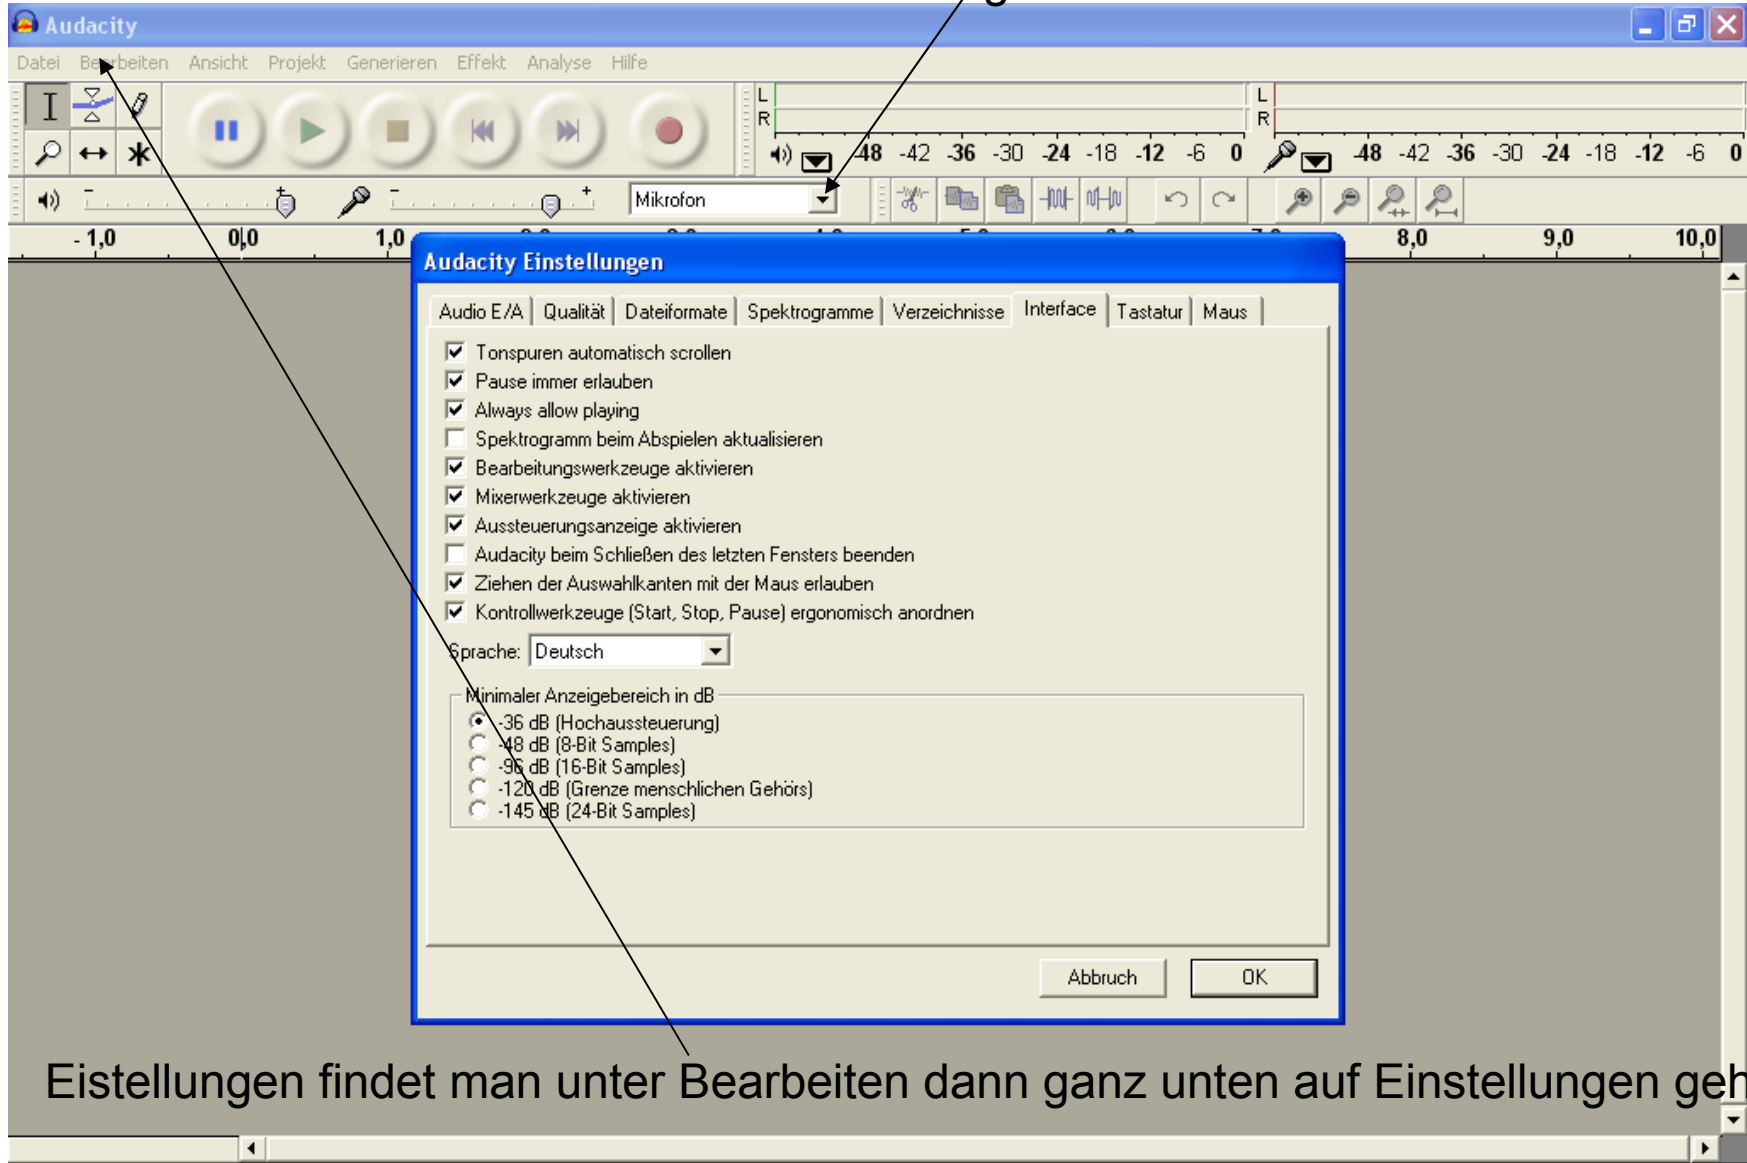 Audacity
Datei Bearbeiten Ansicht Projekt Generieren Effekt Analyse Hilfe
L
R
-48 -42 -36 -30 -24 -18 -12 -6 0
L
R
-48 -42 -36 -30 -24 -18 -12 -6 0
Mikrofon
- 1,0 0,0 1,0 8,0 9,0 10,0
Audacity Einstellungen
Audio E/A Qualität Dateiformate Spektrogramme Verzeichnisse Interface Tastatur Maus
Tonspuren automatisch scrollen
Pause immer erlauben
Always allow playing
Spektrogramm beim Abspielen aktualisieren
Bearbeitungswerkzeuge aktivieren
Mixerwerkzeuge aktivieren
Aussteuerungsanzeige aktivieren
Audacity beim Schließen des letzten Fensters beenden
Ziehen der Auswahlkanten mit der Maus erlauben
Kontrollwerkzeuge (Start, Stop, Pause) ergonomisch anordnen
Sprache: Deutsch
Minimaler Anzeigebereich in dB
-36 dB (Hochaussteuerung)
-48 dB (8-Bit Samples)
-96 dB (16-Bit Samples)
-120 dB (Grenze menschlichen Gehörs)
-145 dB (24-Bit Samples)
Abbruch OK
Eistellungen findet man unter Bearbeiten dann ganz unten auf Einstellungen geh